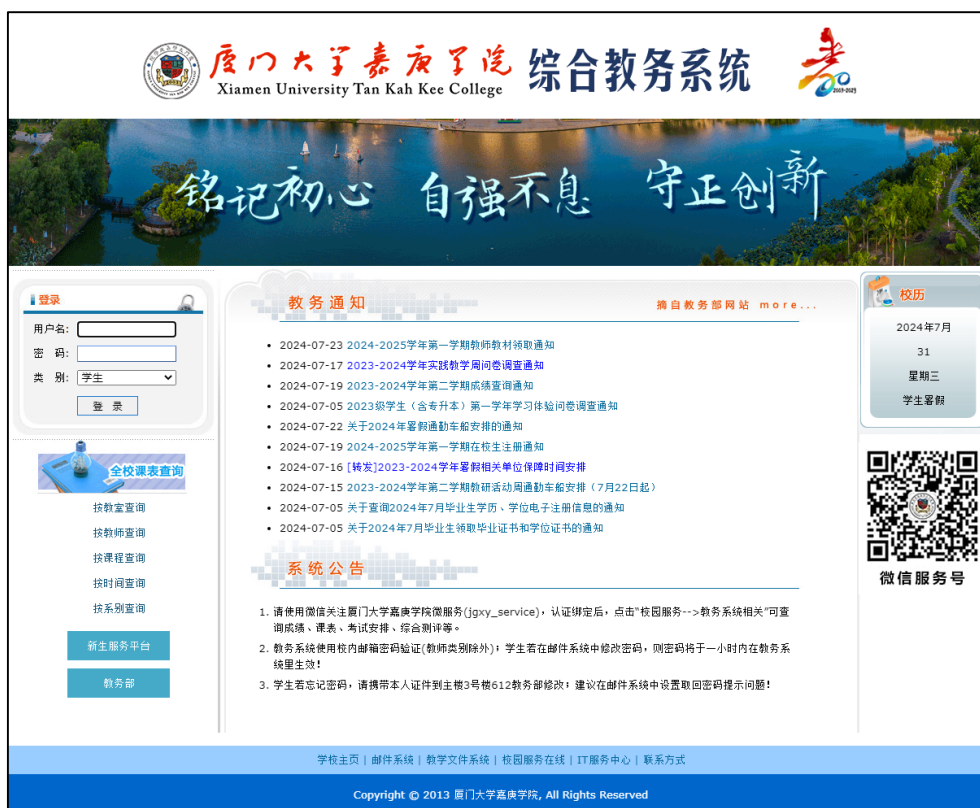 厦门大学嘉庚学院 综合教务系统
Xiamen University Tan Kah Kee College
2003-2023
铭记初心 自强不息 守正创新
登录
用户名:
密 码:
类 别: 学生
登 录
全校课表查询
按教室查询
按教师查询
按课程查询
按时间查询
按系别查询
新生服务平台
教务部
教务通知
摘自教务部网站 more...
2024-07-23 2024-2025学年第一学期教师教材领取通知
2024-07-17 2023-2024学年实践教学周问卷调查通知
2024-07-19 2023-2024学年第二学期成绩查询通知
2024-07-05 2023级学生（含专升本）第一学年学习体验问卷调查通知
2024-07-22 关于2024年暑假通勤车船安排的通知
2024-07-19 2024-2025学年第一学期在校生注册通知
2024-07-16 [转发]2023-2024学年暑假相关单位保障时间安排
2024-07-15 2023-2024学年第二学期教研活动周通勤车船安排（7月22日起）
2024-07-05 关于查询2024年7月毕业生学历、学位电子注册信息的通知
2024-07-05 关于2024年7月毕业生领取毕业证书和学位证书的通知
系统公告
1. 请使用微信关注厦门大学嘉庚学院微服务(jgxy_service)，认证绑定后，点击“校园服务-->教务系统相关”可查
询成绩、课表、考试安排、综合测评等。
2. 教务系统使用校内邮箱密码验证(教师类别除外)；学生若在邮件系统中修改密码，则密码将于一小时内在教务系
统里生效！
3. 学生若忘记密码，请携带本人证件到主楼3号楼612教务部修改；建议在邮件系统中设置取回密码提示问题！
校历
2024年7月
31
星期三
学生暑假
微信服务号
学校主页 | 邮件系统 | 教学文件系统 | 校园服务在线 | IT服务中心 | 联系方式
Copyright © 2013 厦门大学嘉庚学院, All Rights Reserved